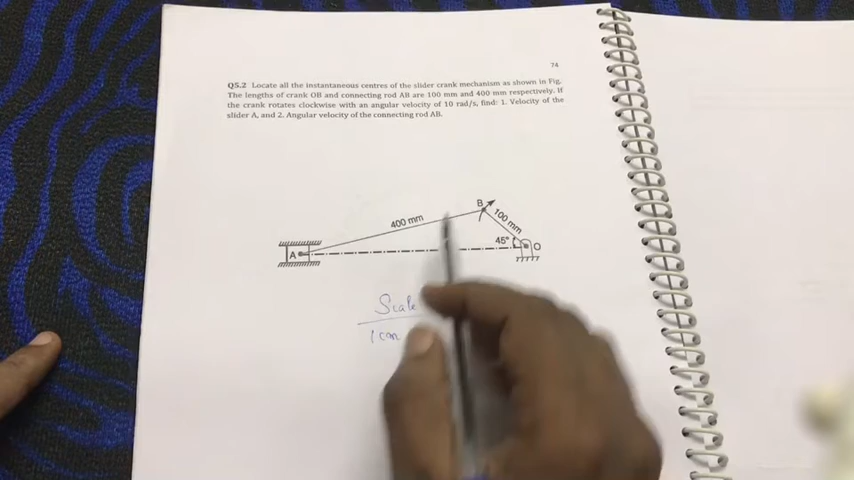 74
Q5.2 Locate all the instantaneous centres of the slider crank mechanism as shown in Fig.
The lengths of crank OB and connecting rod AB are 100 mm and 400 mm respectively. If
the crank rotates clockwise with an angular velocity of 10 rad/s, find: 1. Velocity of the
slider A, and 2. Angular velocity of the connecting rod AB.
B
400 mm
100 mm
45°
O
A
Scale
1 cm